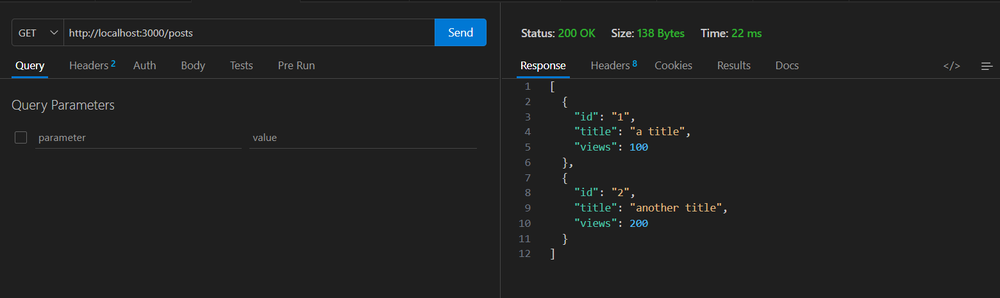 GET http://localhost:3000/posts Send
Query Headers 2 Auth Body Tests Pre Run
Query Parameters
parameter value
Status: 200 OK Size: 138 Bytes Time: 22 ms
Response Headers 8 Cookies Results Docs </>
1 [
2 {
3 "id": "1",
4 "title": "a title",
5 "views": 100
6 },
7 {
8 "id": "2",
9 "title": "another title",
10 "views": 200
11 }
12 ]